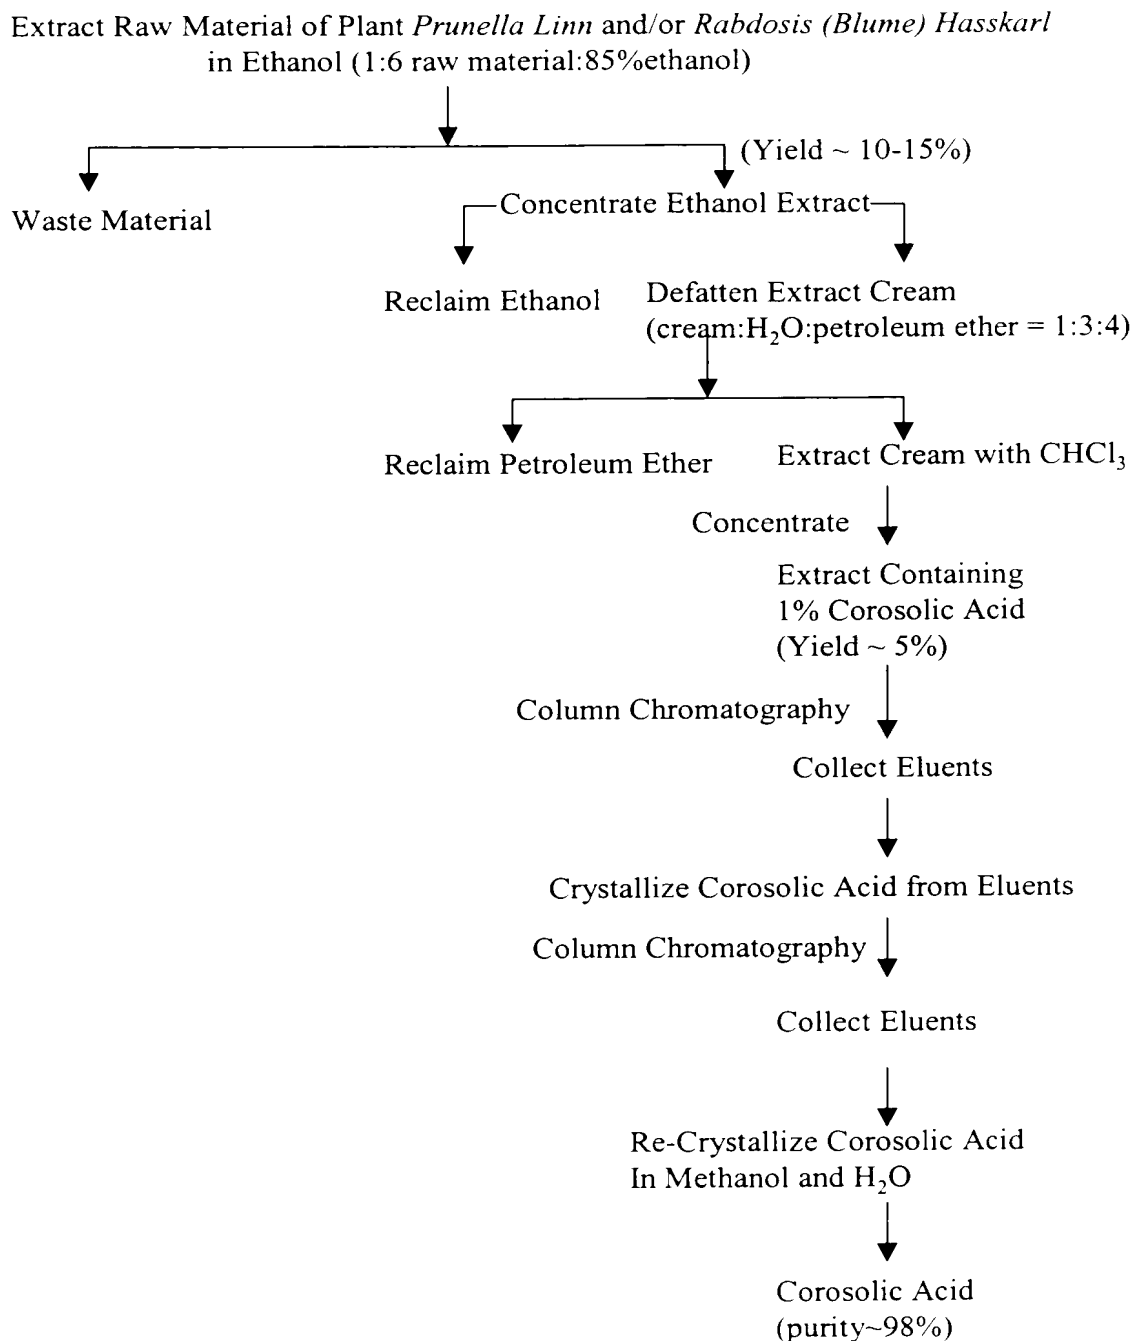 Extract Raw Material of Plant Prunella Linn and/or Rabdosis (Blume) Hasskarl
in Ethanol (1:6 raw material:85%ethanol)
(Yield ~ 10-15%)
Waste Material
Concentrate Ethanol Extract
Reclaim Ethanol
Defatten Extract Cream
(cream:H₂O:petroleum ether = 1:3:4)
Reclaim Petroleum Ether
Extract Cream with CHCl₃
Concentrate
Extract Containing
1% Corosolic Acid
(Yield ~ 5%)
Column Chromatography
Collect Eluents
Crystallize Corosolic Acid from Eluents
Column Chromatography
Collect Eluents
Re-Crystallize Corosolic Acid
In Methanol and H₂O
Corosolic Acid
(purity~98%)